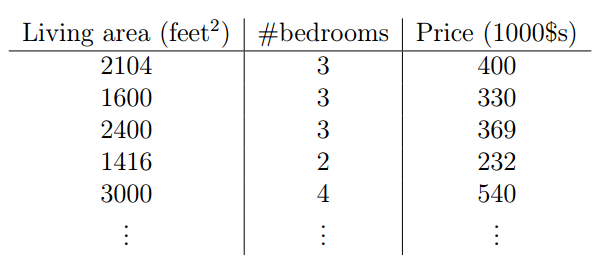 Living area (feet²) #bedrooms Price (1000$s)
2104 3 400
1600 3 330
2400 3 369
1416 2 232
3000 4 540
⋮ ⋮ ⋮